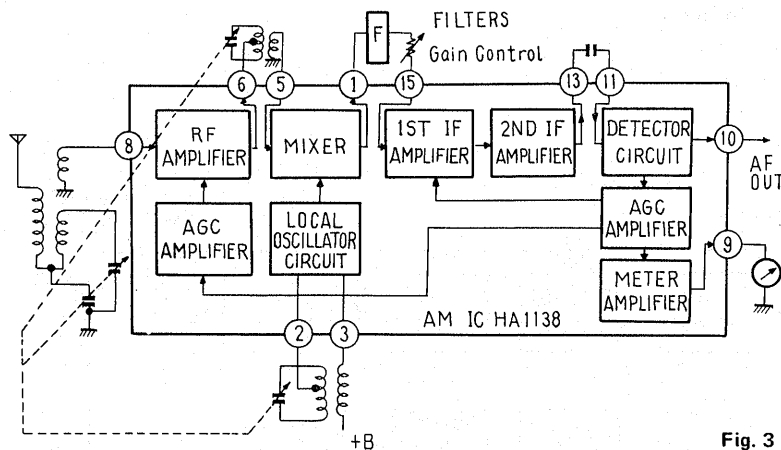 F
FILTERS
Gain Control
6
5
1
15
13
11
8
RF
AMPLIFIER
MIXER
1ST IF
AMPLIFIER
2ND IF
AMPLIFIER
DETECTOR
CIRCUIT
10
AF
OUT
AGC
AMPLIFIER
LOCAL
OSCILLATOR
CIRCUIT
AGC
AMPLIFIER
9
METER
AMPLIFIER
2
3
AM IC HA1138
+B
Fig. 3